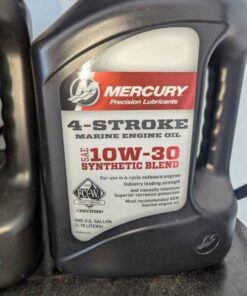 MERCURY
Precision Lubricants
4-STROKE
MARINE ENGINE OIL
SAE 10W-30
SYNTHETIC BLEND
For use in 4-cycle outboard engines
Industry leading strength
and viscosity retention
Superior corrosion protection
Most recommended OEM
marine engine oil
FC-W
CERTIFIED
ONE U.S. GALLON
(3.79 LITERS)